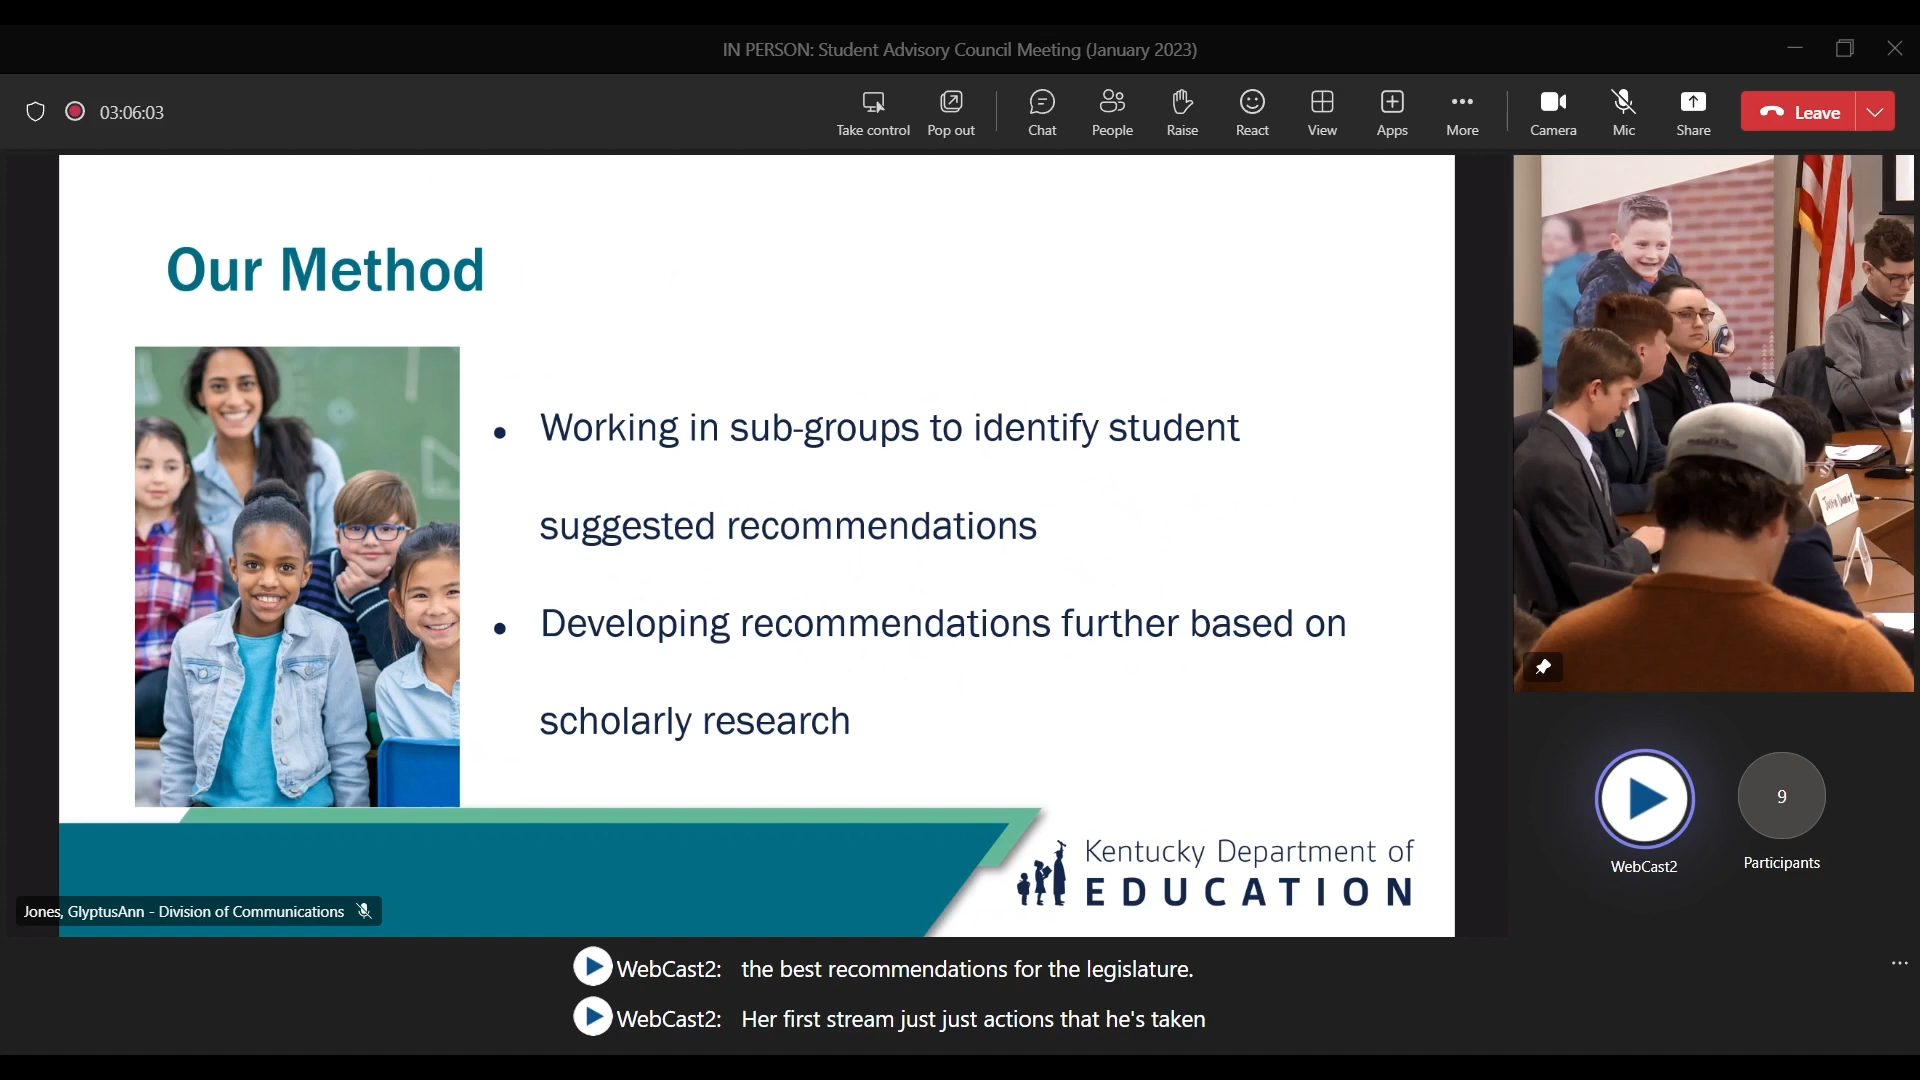 IN PERSON: Student Advisory Council Meeting (January 2023)
03:06:03
Take control
Pop out
Chat
People
Raise
React
View
Apps
More
Camera
Mic
Share
Leave
Our Method
• Working in sub-groups to identify student
suggested recommendations
• Developing recommendations further based on
scholarly research
Kentucky Department of
EDUCATION
Jones, GlyptusAnn - Division of Communications
9
WebCast2
Participants
WebCast2: the best recommendations for the legislature.
WebCast2: Her first stream just just actions that he's taken